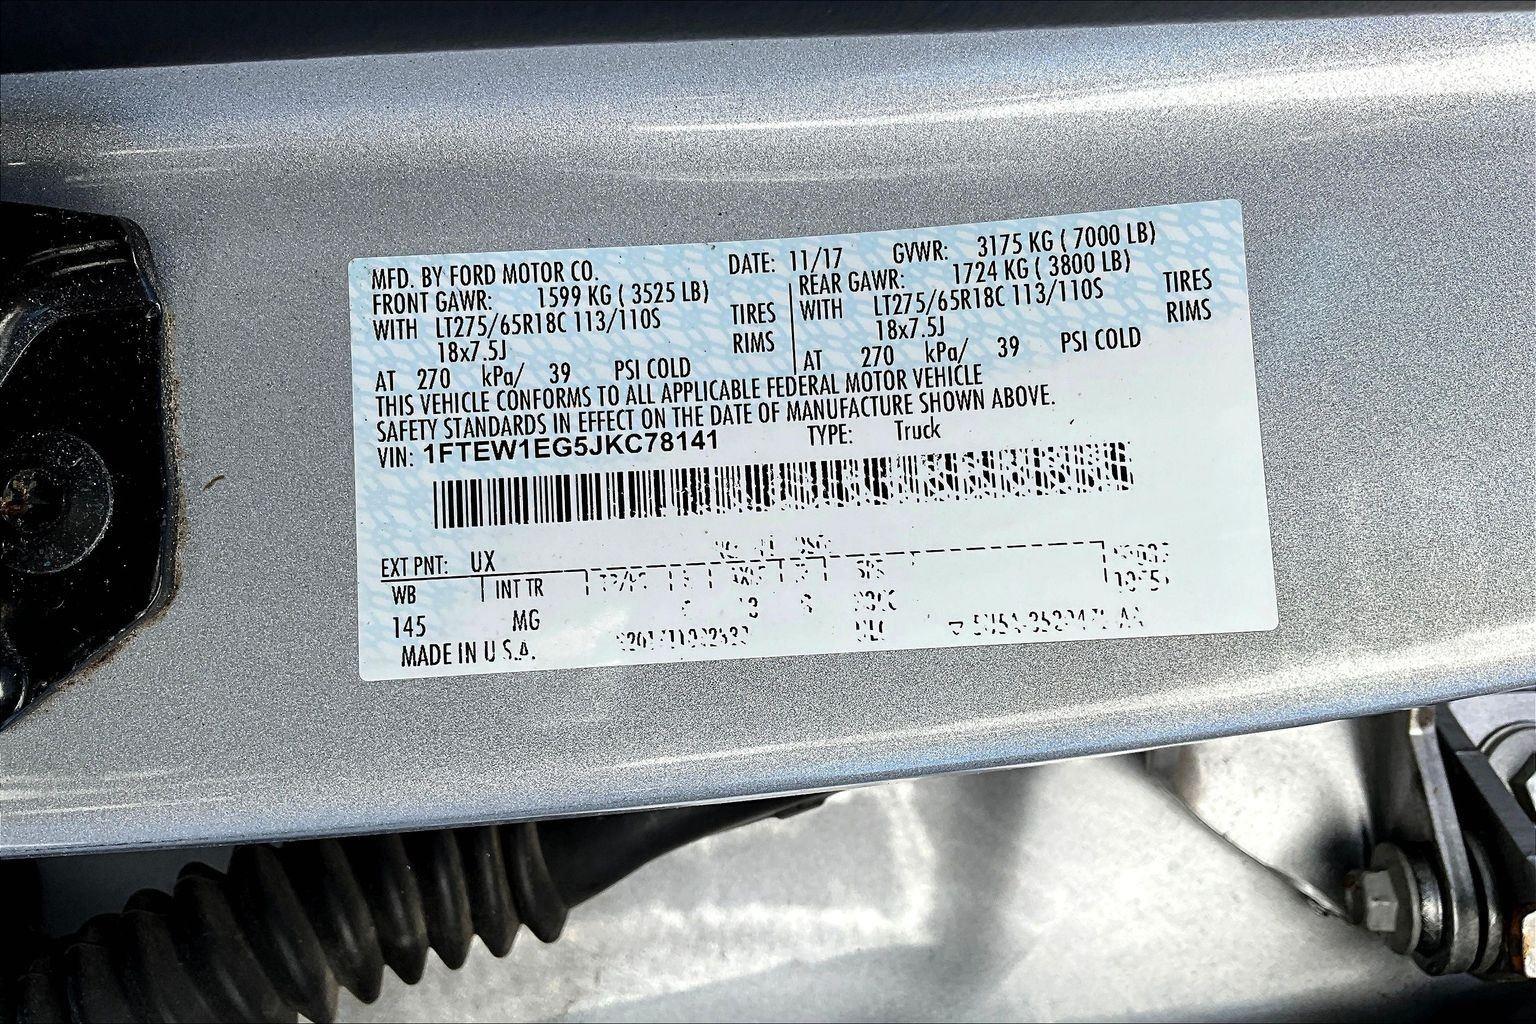 MFD. BY FORD MOTOR CO. DATE: 11/17 GVWR: 3175 KG ( 7000 LB)
FRONT GAWR: 1599 KG ( 3525 LB) REAR GAWR: 1724 KG ( 3800 LB)
WITH LT275/65R18C 113/110S TIRES WITH LT275/65R18C 113/110S TIRES
18x7.5J RIMS 18x7.5J RIMS
AT 270 kPa/ 39 PSI COLD AT 270 kPa/ 39 PSI COLD
THIS VEHICLE CONFORMS TO ALL APPLICABLE FEDERAL MOTOR VEHICLE
SAFETY STANDARDS IN EFFECT ON THE DATE OF MANUFACTURE SHOWN ABOVE.
VIN: 1FTEW1EG5JKC78141 TYPE: Truck
EXT PNT: UX
WB INT TR
145 MG
MADE IN U.S.A.